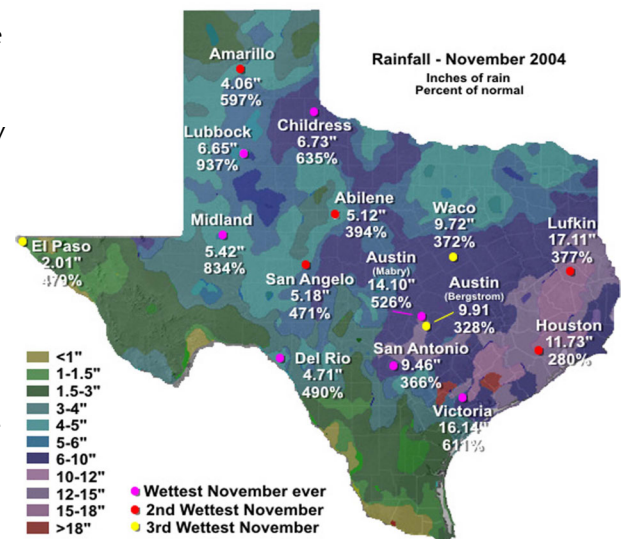 Rainfall - November 2004
Inches of rain
Percent of normal
Amarillo
4.06"
597%
Lubbock
6.65"
937%
Childress
6.73"
635%
Midland
5.42"
834%
Abilene
5.12"
394%
Waco
9.72"
372%
Lufkin
17.11"
377%
El Paso
2.01"
479%
San Angelo
5.18"
471%
Austin
(Mabry)
14.10"
526%
Austin
(Bergstrom)
9.91
328%
Houston
11.73"
280%
Del Rio
4.71"
490%
San Antonio
9.46"
366%
Victoria
16.14"
611%
<1"
1-1.5"
1.5-3"
3-4"
4-5"
5-6"
6-10"
10-12"
12-15"
15-18"
>18"
Wettest November ever
2nd Wettest November
3rd Wettest November